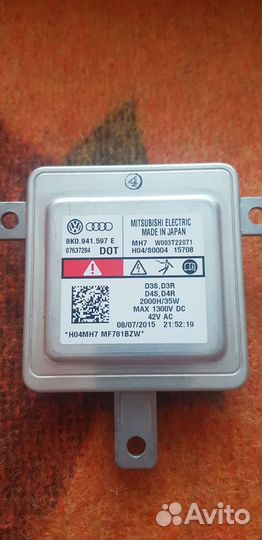 4
MITSUBISHI ELECTRIC
MADE IN JAPAN
8K0.941.597 E
MH7 W003T22071
07637284 DOT
H04/S0004 15708
D3S,D3R
D4S,D4R
2000H/35W
MAX 1300V DC
42V AC
08/07/2015 21:52:19
*H04MH7 MF781BZW*
Avito